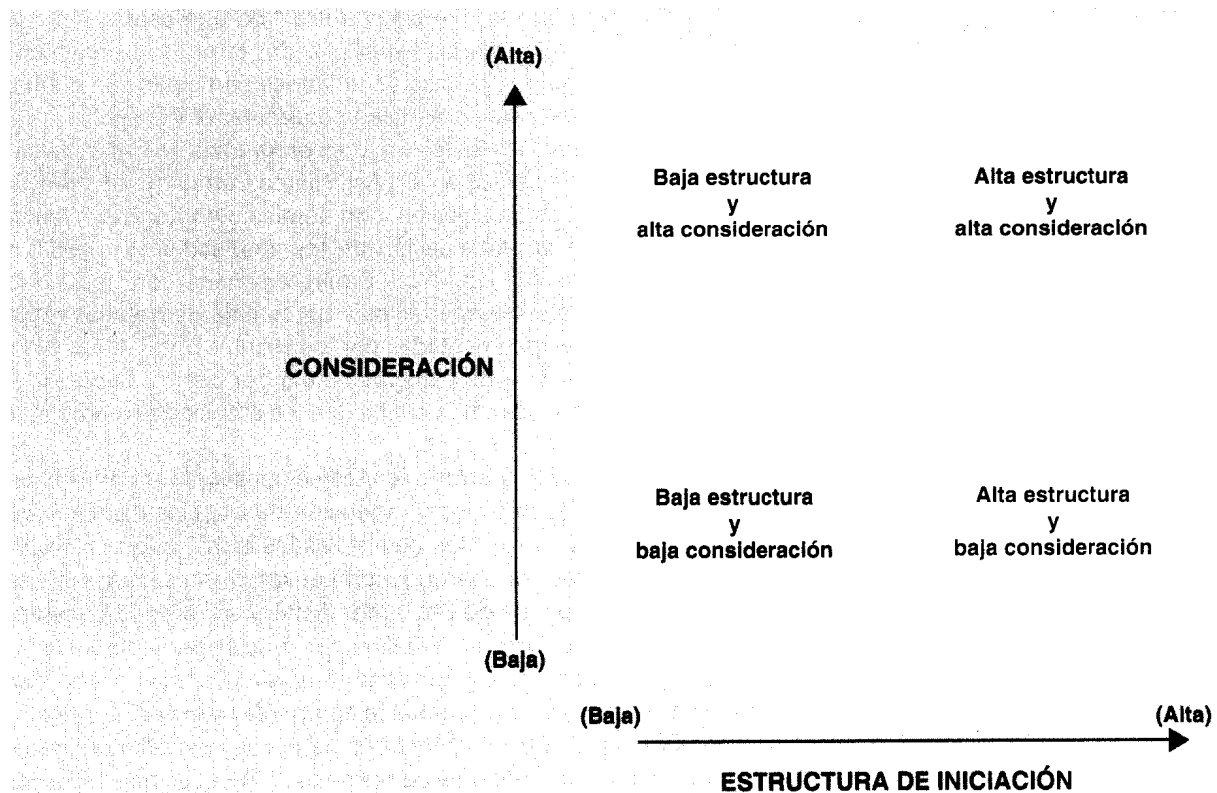 (Alta)
Baja estructura
y
alta consideración
Alta estructura
y
alta consideración
CONSIDERACIÓN
Baja estructura
y
baja consideración
Alta estructura
y
baja consideración
(Baja)
(Baja)
(Alta)
ESTRUCTURA DE INICIACIÓN